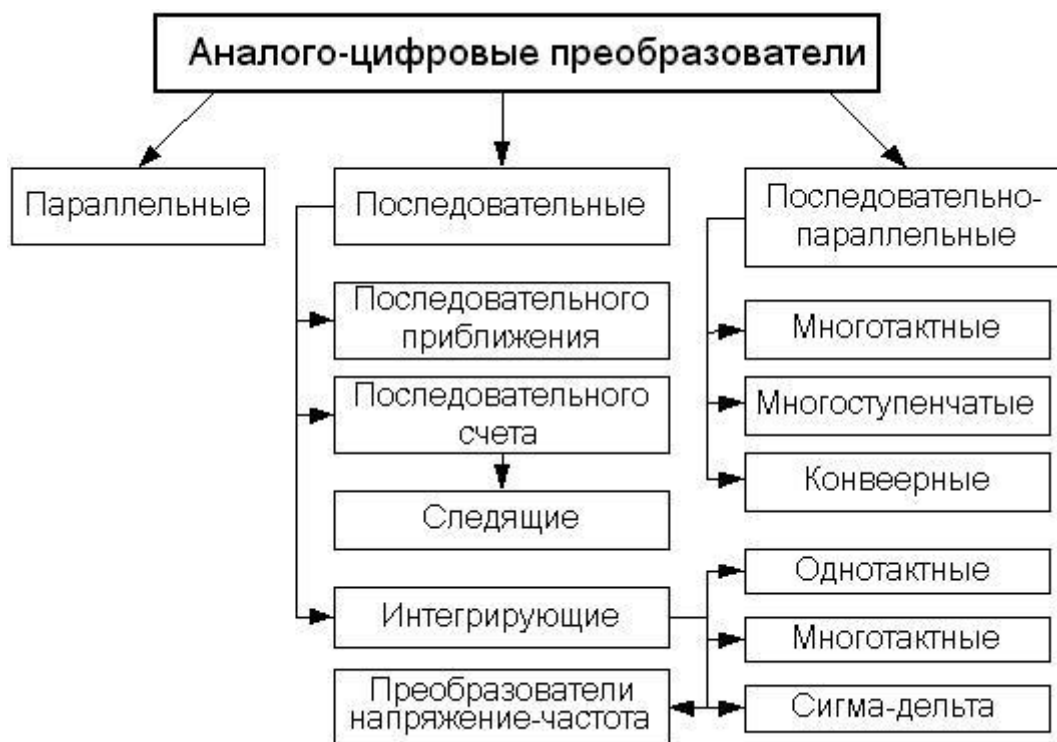 Аналого-цифровые преобразователи
Параллельные
Последовательные
Последовательно-
параллельные
Последовательного
приближения
Последовательного
счета
Следящие
Интегрирующие
Преобразователи
напряжение-частота
Многотактные
Многоступенчатые
Конвеерные
Однотактные
Многотактные
Сигма-дельта